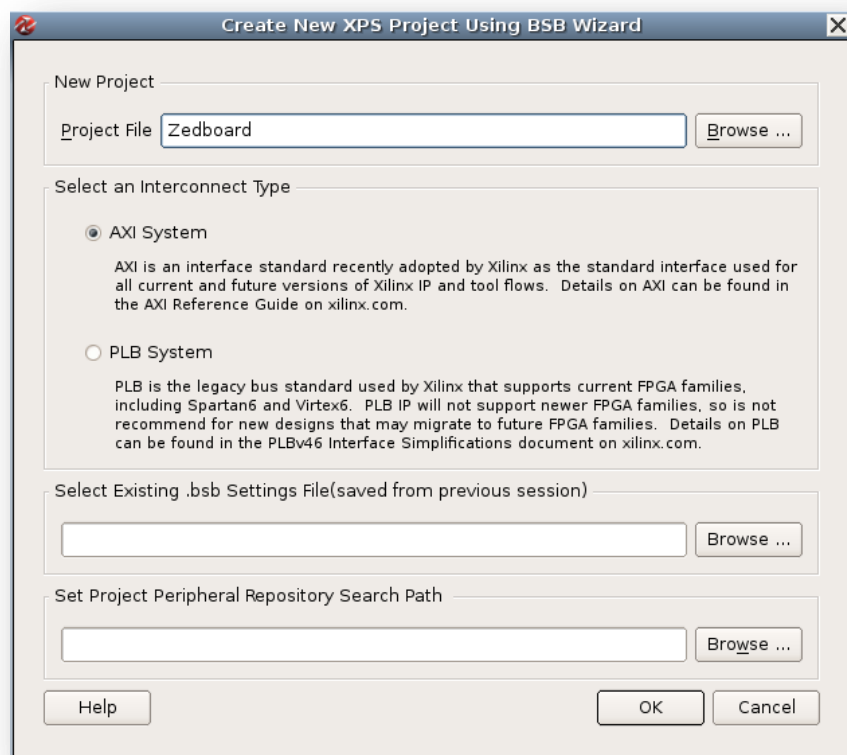 Create New XPS Project Using BSB Wizard
New Project
Project File Zedboard Browse ...
Select an Interconnect Type
AXI System
AXI is an interface standard recently adopted by Xilinx as the standard interface used for
all current and future versions of Xilinx IP and tool flows. Details on AXI can be found in
the AXI Reference Guide on xilinx.com.
PLB System
PLB is the legacy bus standard used by Xilinx that supports current FPGA families,
including Spartan6 and Virtex6. PLB IP will not support newer FPGA families, so is not
recommend for new designs that may migrate to future FPGA families. Details on PLB
can be found in the PLBv46 Interface Simplifications document on xilinx.com.
Select Existing .bsb Settings File(saved from previous session)
Browse ...
Set Project Peripheral Repository Search Path
Browse ...
Help OK Cancel